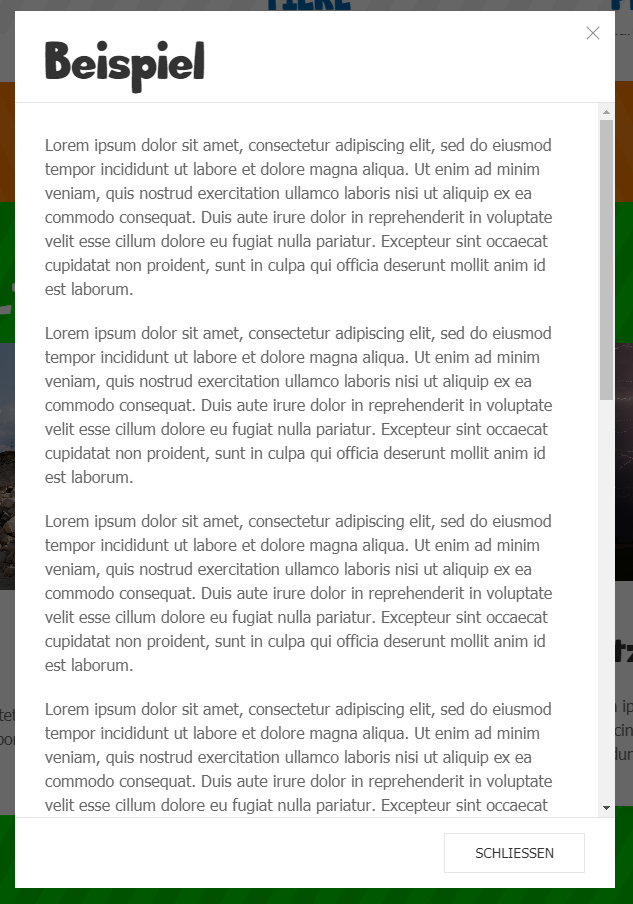 TIERE
Beispiel
Lorem ipsum dolor sit amet, consectetur adipiscing elit, sed do eiusmod
tempor incididunt ut labore et dolore magna aliqua. Ut enim ad minim
veniam, quis nostrud exercitation ullamco laboris nisi ut aliquip ex ea
commodo consequat. Duis aute irure dolor in reprehenderit in voluptate
velit esse cillum dolore eu fugiat nulla pariatur. Excepteur sint occaecat
cupidatat non proident, sunt in culpa qui officia deserunt mollit anim id
est laborum.
Lorem ipsum dolor sit amet, consectetur adipiscing elit, sed do eiusmod
tempor incididunt ut labore et dolore magna aliqua. Ut enim ad minim
veniam, quis nostrud exercitation ullamco laboris nisi ut aliquip ex ea
commodo consequat. Duis aute irure dolor in reprehenderit in voluptate
velit esse cillum dolore eu fugiat nulla pariatur. Excepteur sint occaecat
cupidatat non proident, sunt in culpa qui officia deserunt mollit anim id
est laborum.
Lorem ipsum dolor sit amet, consectetur adipiscing elit, sed do eiusmod
tempor incididunt ut labore et dolore magna aliqua. Ut enim ad minim
veniam, quis nostrud exercitation ullamco laboris nisi ut aliquip ex ea
commodo consequat. Duis aute irure dolor in reprehenderit in voluptate
velit esse cillum dolore eu fugiat nulla pariatur. Excepteur sint occaecat
cupidatat non proident, sunt in culpa qui officia deserunt mollit anim id
est laborum.
Lorem ipsum dolor sit amet, consectetur adipiscing elit, sed do eiusmod
tempor incididunt ut labore et dolore magna aliqua. Ut enim ad minim
veniam, quis nostrud exercitation ullamco laboris nisi ut aliquip ex ea
commodo consequat. Duis aute irure dolor in reprehenderit in voluptate
velit esse cillum dolore eu fugiat nulla pariatur. Excepteur sint occaecat
SCHLIESSEN